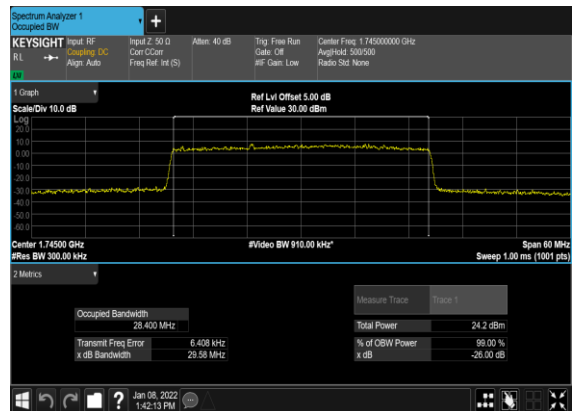 Spectrum Analyzer 1
Occupied BW
KEYSIGHT Input: RF Input Z: 50 Ω Atten: 40 dB Trig: Free Run Center Freq: 1.745000000 GHz
RL Coupling: DC Corr CCorr Gate: Off Avg|Hold: 500/500
Align: Auto Freq Ref: Int (S) #IF Gain: Low Radio Std: None
1 Graph
Ref Lvl Offset 5.00 dB
Scale/Div 10.0 dB Ref Value 30.00 dBm
Log
20.0
10.0
0.00
-10.0
-20.0
-30.0
-40.0
-50.0
-60.0
Center 1.74500 GHz #Video BW 910.00 kHz* Span 60 MHz
#Res BW 300.00 kHz Sweep 1.00 ms (1001 pts)
2 Metrics
Measure Trace Trace 1
Occupied Bandwidth
28.400 MHz Total Power 24.2 dBm
Transmit Freq Error 6.408 kHz % of OBW Power 99.00 %
x dB Bandwidth 29.58 MHz x dB -26.00 dB
? Jan 08, 2022
1:42:13 PM